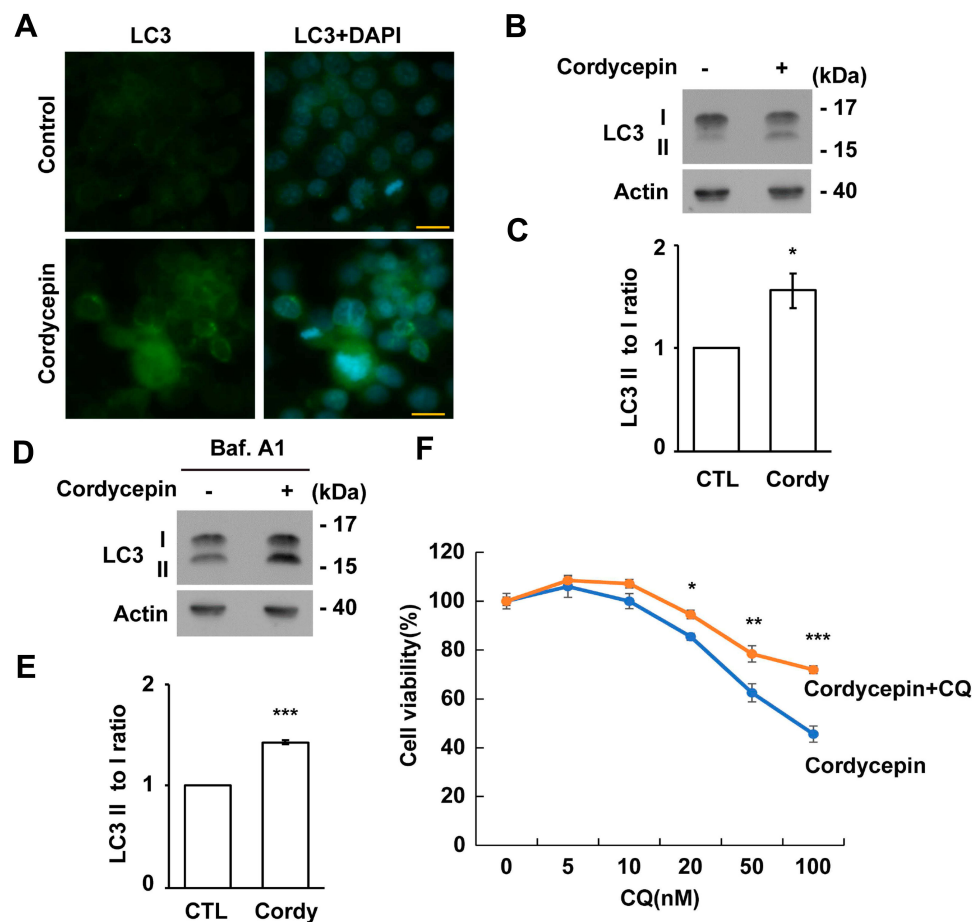 A
LC3
LC3+DAPI
Control
Cordycepin
B
Cordycepin - + (kDa)
LC3
I
II
- 17
- 15
Actin
- 40
C
LC3 II to I ratio
2
1
0
*
CTL
Cordy
D
Baf. A1
Cordycepin - + (kDa)
LC3
I
II
- 17
- 15
Actin
- 40
E
LC3 II to I ratio
2
1
0
***
CTL
Cordy
F
Cell viability(%)
120
100
80
60
40
20
0
*
**
***
Cordycepin+CQ
Cordycepin
0 5 10 20 50 100
CQ(nM)